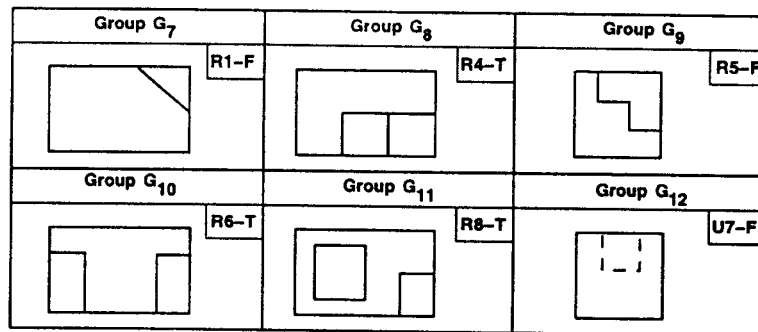 Group G7
Group G8
Group G9
R1-F
R4-T
R5-F
Group G10
Group G11
Group G12
R6-T
R8-T
U7-F